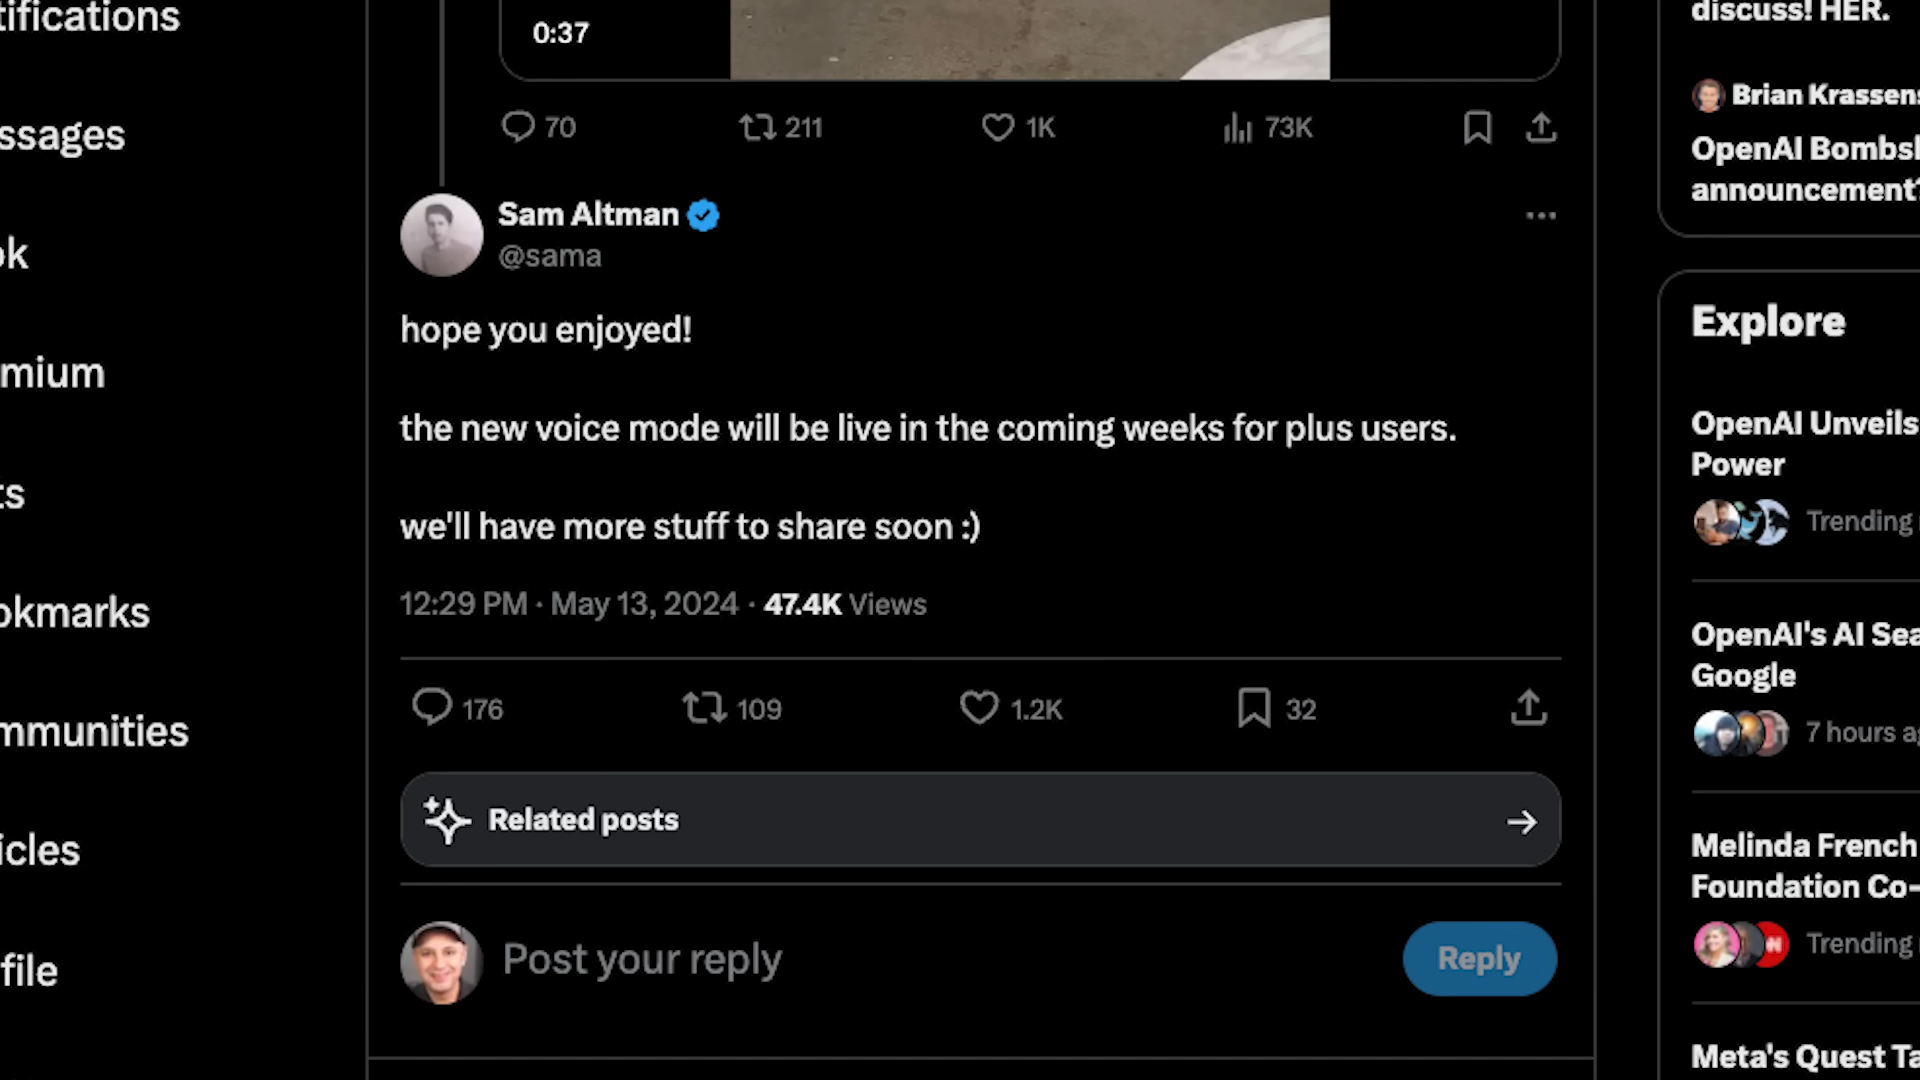 tifications
ssages
ok
mium
ts
okmarks
mmunities
icles
file
0:37
70
211
1K
73K
Sam Altman
@sama
hope you enjoyed!
the new voice mode will be live in the coming weeks for plus users.
we'll have more stuff to share soon :)
12:29 PM · May 13, 2024 · 47.4K Views
176
109
1.2K
32
Related posts
Post your reply
Reply
discuss! HER.
Brian Krassens
OpenAI Bombsh
announcement?
Explore
OpenAI Unveils
Power
Trending
OpenAI's AI Sea
Google
7 hours ag
Melinda French
Foundation Co-
Trending
Meta's Quest Ta